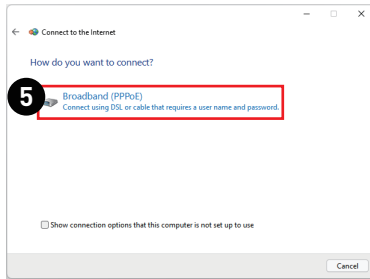 Connect to the Internet
How do you want to connect?
5
Broadband (PPPoE)
Connect using DSL or cable that requires a user name and password.
Show connection options that this computer is not set up to use
Cancel